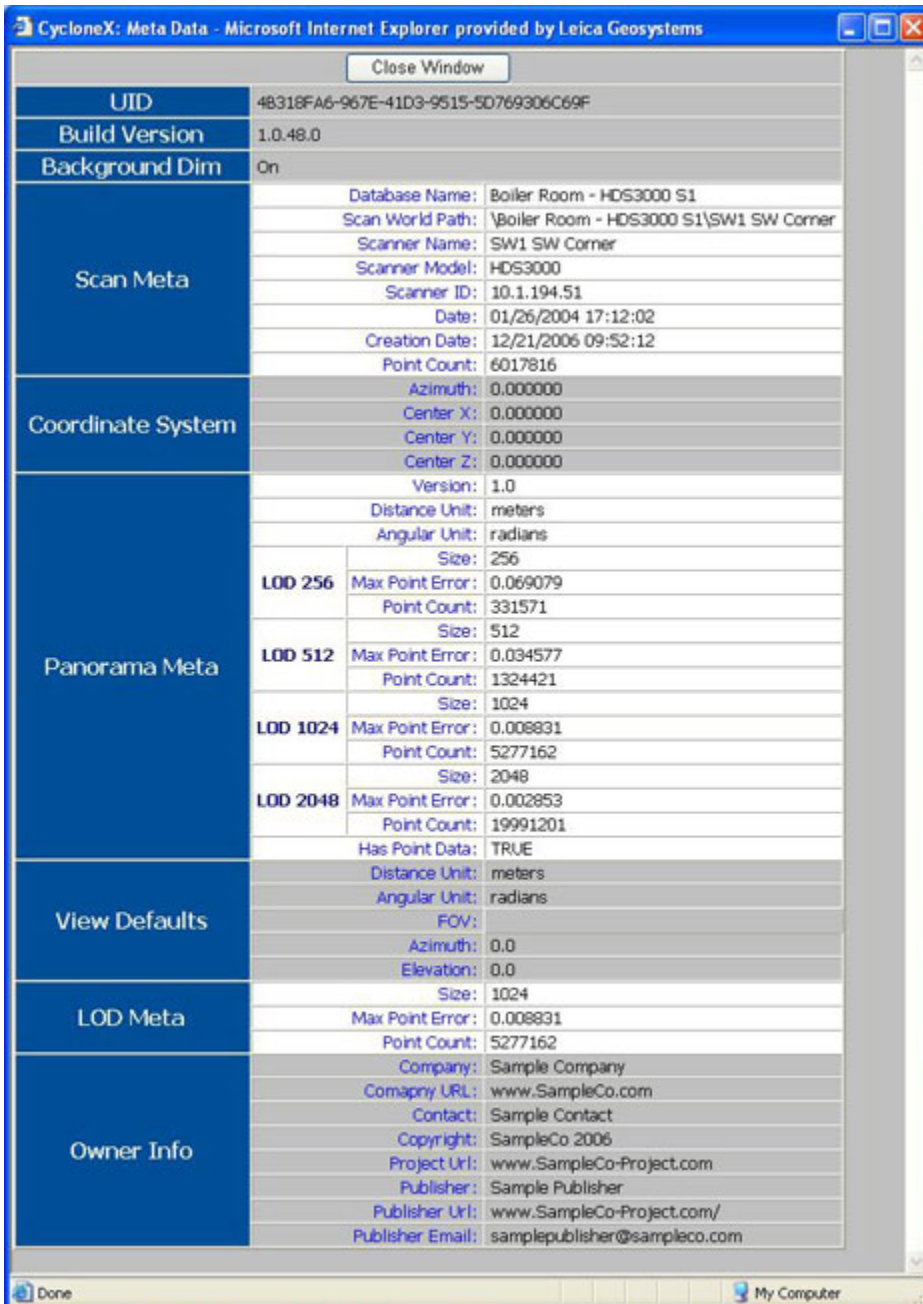 CycloneX: Meta Data - Microsoft Internet Explorer provided by Leica Geosystems
Close Window
UID 4B318FA6-967E-41D3-9515-5D769306C69F
Build Version 1.0.48.0
Background Dim On
Scan Meta
Database Name: Boiler Room - HDS3000 S1
Scan World Path: \Boiler Room - HDS3000 S1\SW1 SW Corner
Scanner Name: SW1 SW Corner
Scanner Model: HDS3000
Scanner ID: 10.1.194.51
Date: 01/26/2004 17:12:02
Creation Date: 12/21/2006 09:52:12
Point Count: 6017816
Coordinate System
Azimuth: 0.000000
Center X: 0.000000
Center Y: 0.000000
Center Z: 0.000000
Panorama Meta
Version: 1.0
Distance Unit: meters
Angular Unit: radians
LOD 256
Size: 256
Max Point Error: 0.069079
Point Count: 331571
LOD 512
Size: 512
Max Point Error: 0.034577
Point Count: 1324421
LOD 1024
Size: 1024
Max Point Error: 0.008831
Point Count: 5277162
LOD 2048
Size: 2048
Max Point Error: 0.002853
Point Count: 19991201
Has Point Data: TRUE
View Defaults
Distance Unit: meters
Angular Unit: radians
FOV:
Azimuth: 0.0
Elevation: 0.0
LOD Meta
Size: 1024
Max Point Error: 0.008831
Point Count: 5277162
Owner Info
Company: Sample Company
Comapny URL: www.SampleCo.com
Contact: Sample Contact
Copyright: SampleCo 2006
Project Url: www.SampleCo-Project.com
Publisher: Sample Publisher
Publisher Url: www.SampleCo-Project.com/
Publisher Email: samplepublisher@sampleco.com
Done
My Computer